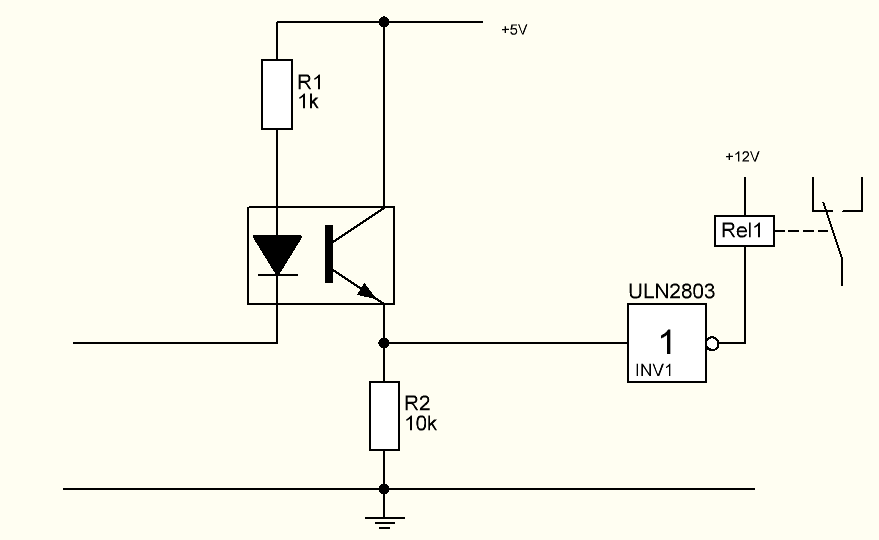 +5V
R1
1k
+12V
Rel1
ULN2803
1
INV1
R2
10k